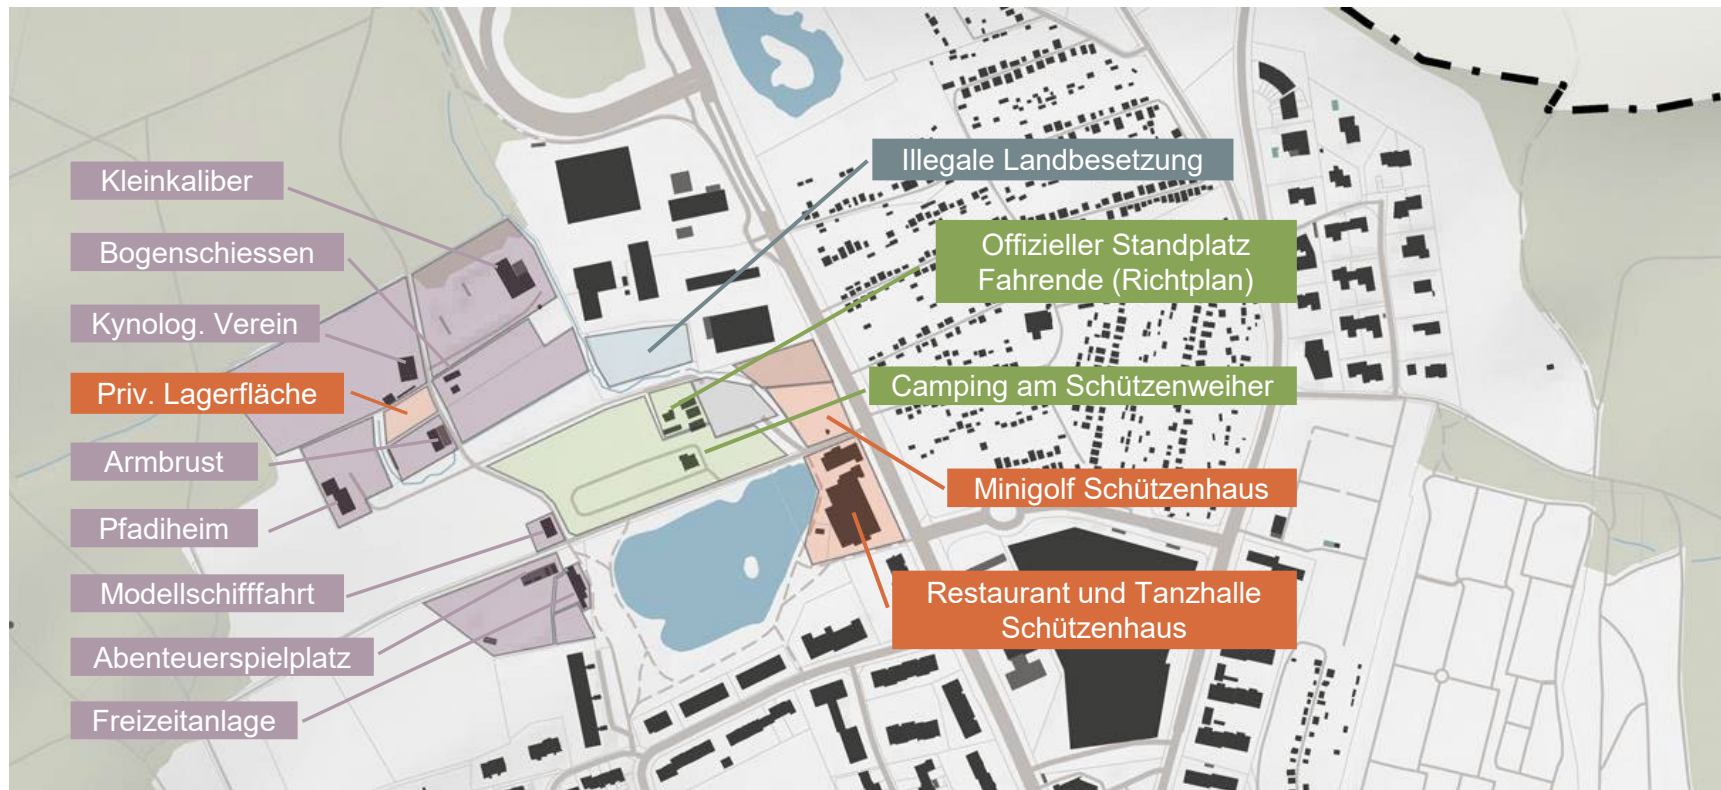 Kleinkaliber
Bogenschiessen
Kynolog. Verein
Priv. Lagerfläche
Armbrust
Pfadiheim
Modellschifffahrt
Abenteuerspielplatz
Freizeitanlage
Illegale Landbesetzung
Offizieller Standplatz
Fahrende (Richtplan)
Camping am Schützenweiher
Minigolf Schützenhaus
Restaurant und Tanzhalle
Schützenhaus